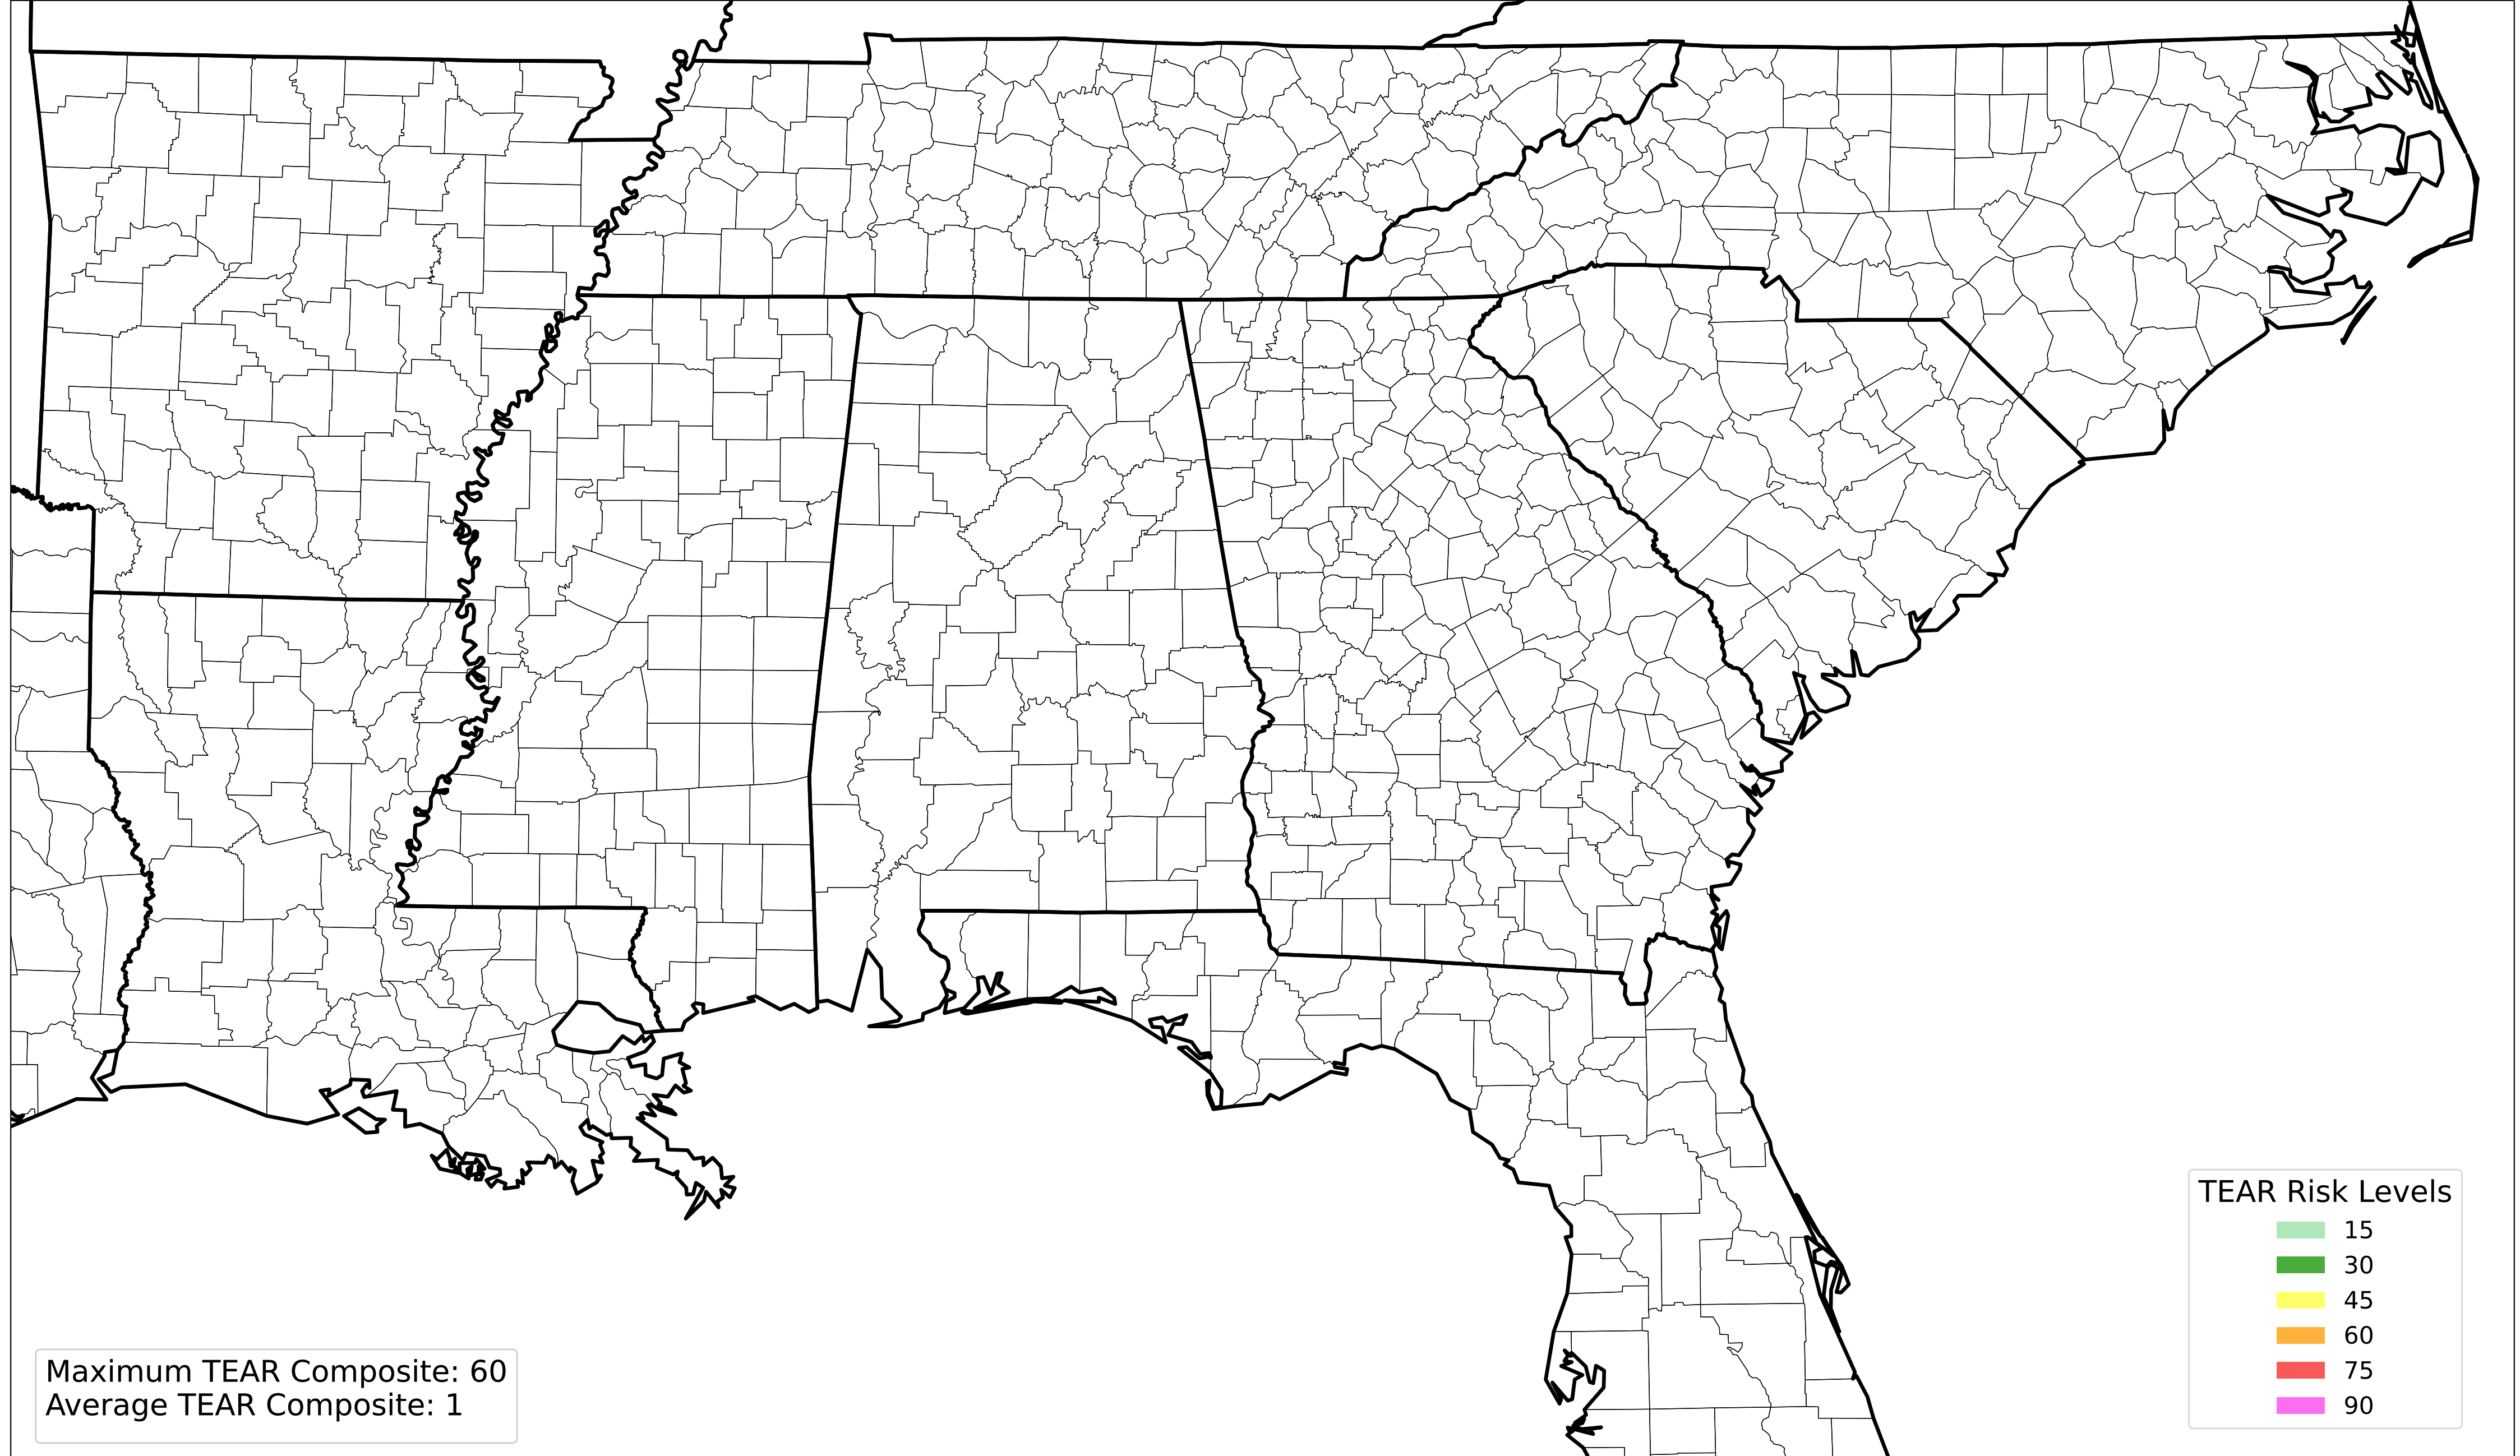 TEAR Risk Levels
15
30
45
60
75
90
Maximum TEAR Composite: 60
Average TEAR Composite: 1